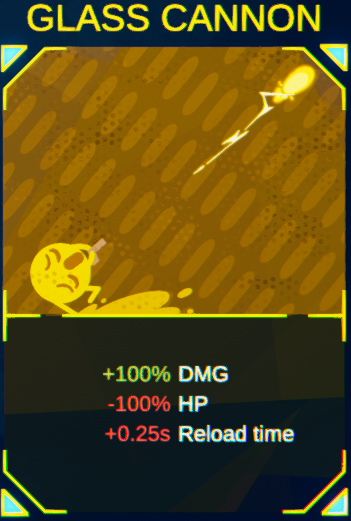 GLASS CANNON
+100% DMG
-100% HP
+0.25s Reload time